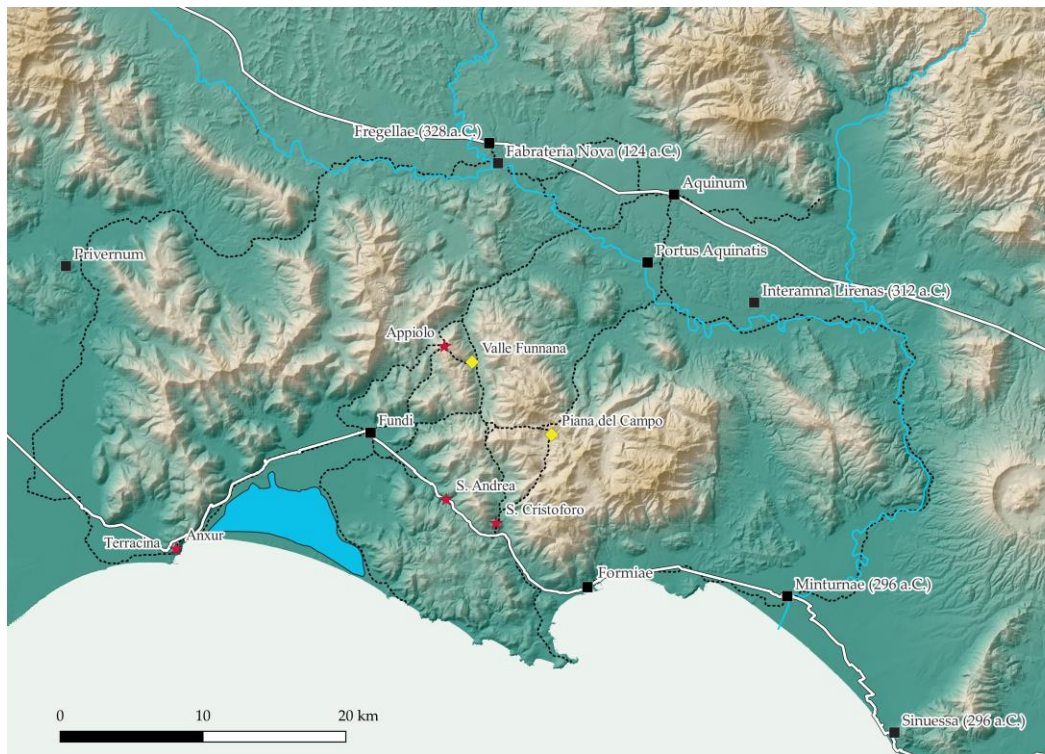 Fregellae (328 a.C.)
Fabrateria Nova (124 a.C.)
Aquinum
Privernum
Portus Aquinatis
Interamna Lirenas (312 a.C.)
Appiolo
Valle Funnana
Fundi
Piana del Campo
S. Andrea
S. Cristoforo
Terracina
Anxur
Formiae
Minturnae (296 a.C.)
Sinuessa (296 a.C.)
0 10 20 km